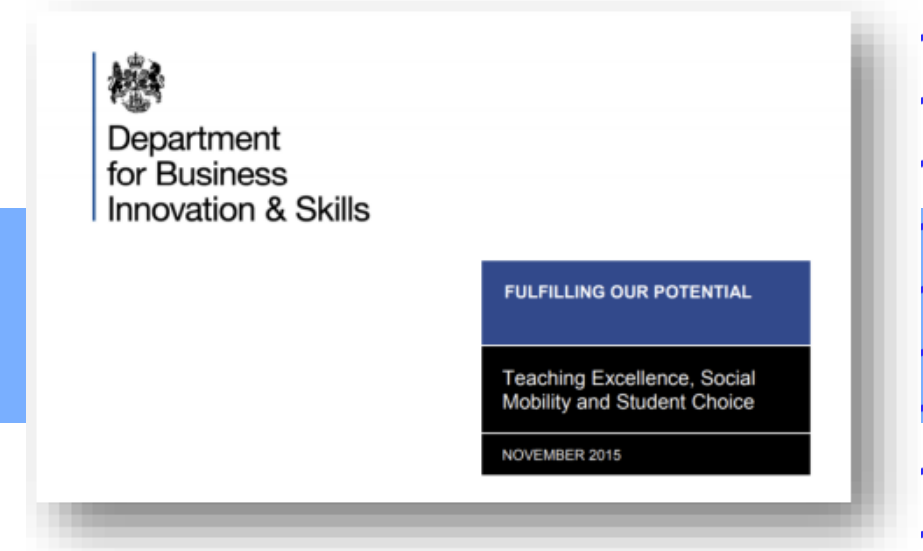 Department
for Business
Innovation & Skills
FULFILLING OUR POTENTIAL
Teaching Excellence, Social
Mobility and Student Choice
NOVEMBER 2015